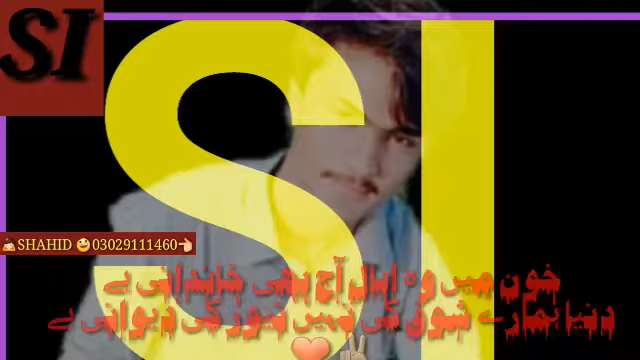 SI
SI
🙇SHAHID 😀03029111460👈
خون میں وہ ابال آج بھی خاندانی ہے
دنیا ہمارے شوق کی نہیں تیور کی دیوانی ہے